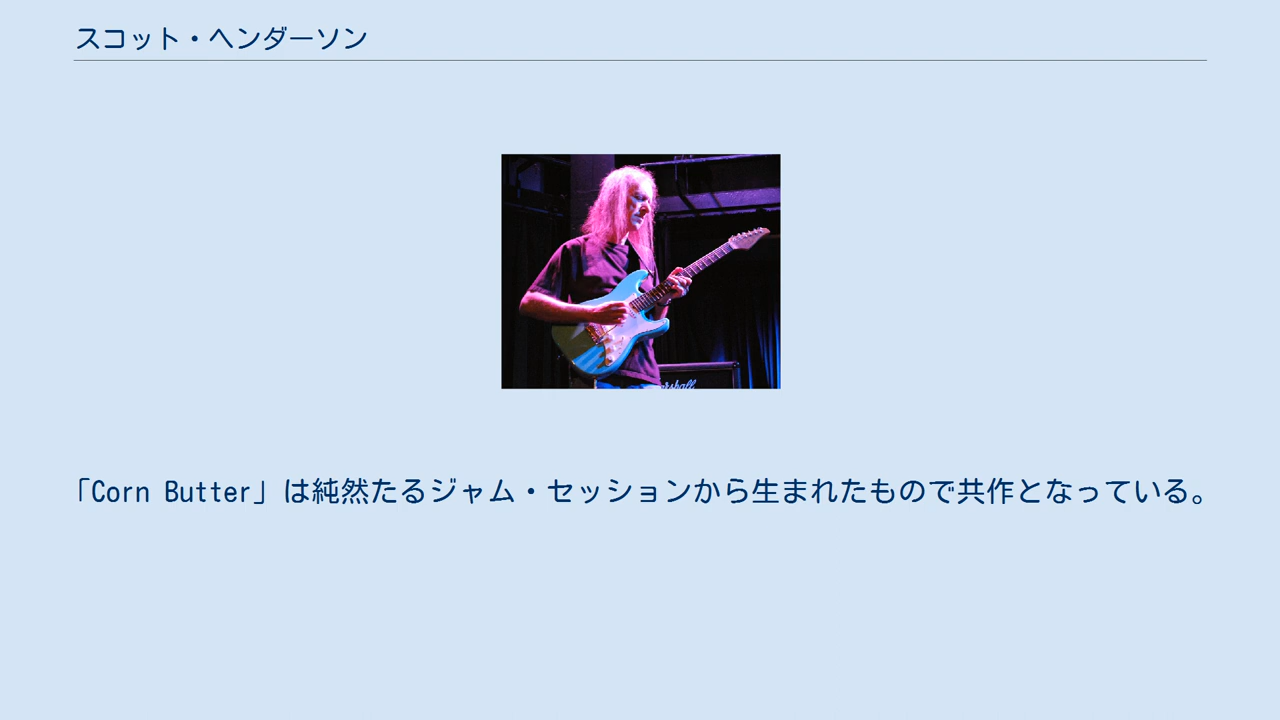 スコット・ヘンダーソン
「Corn Butter」は純然たるジャム・セッションから生まれたもので共作となっている。